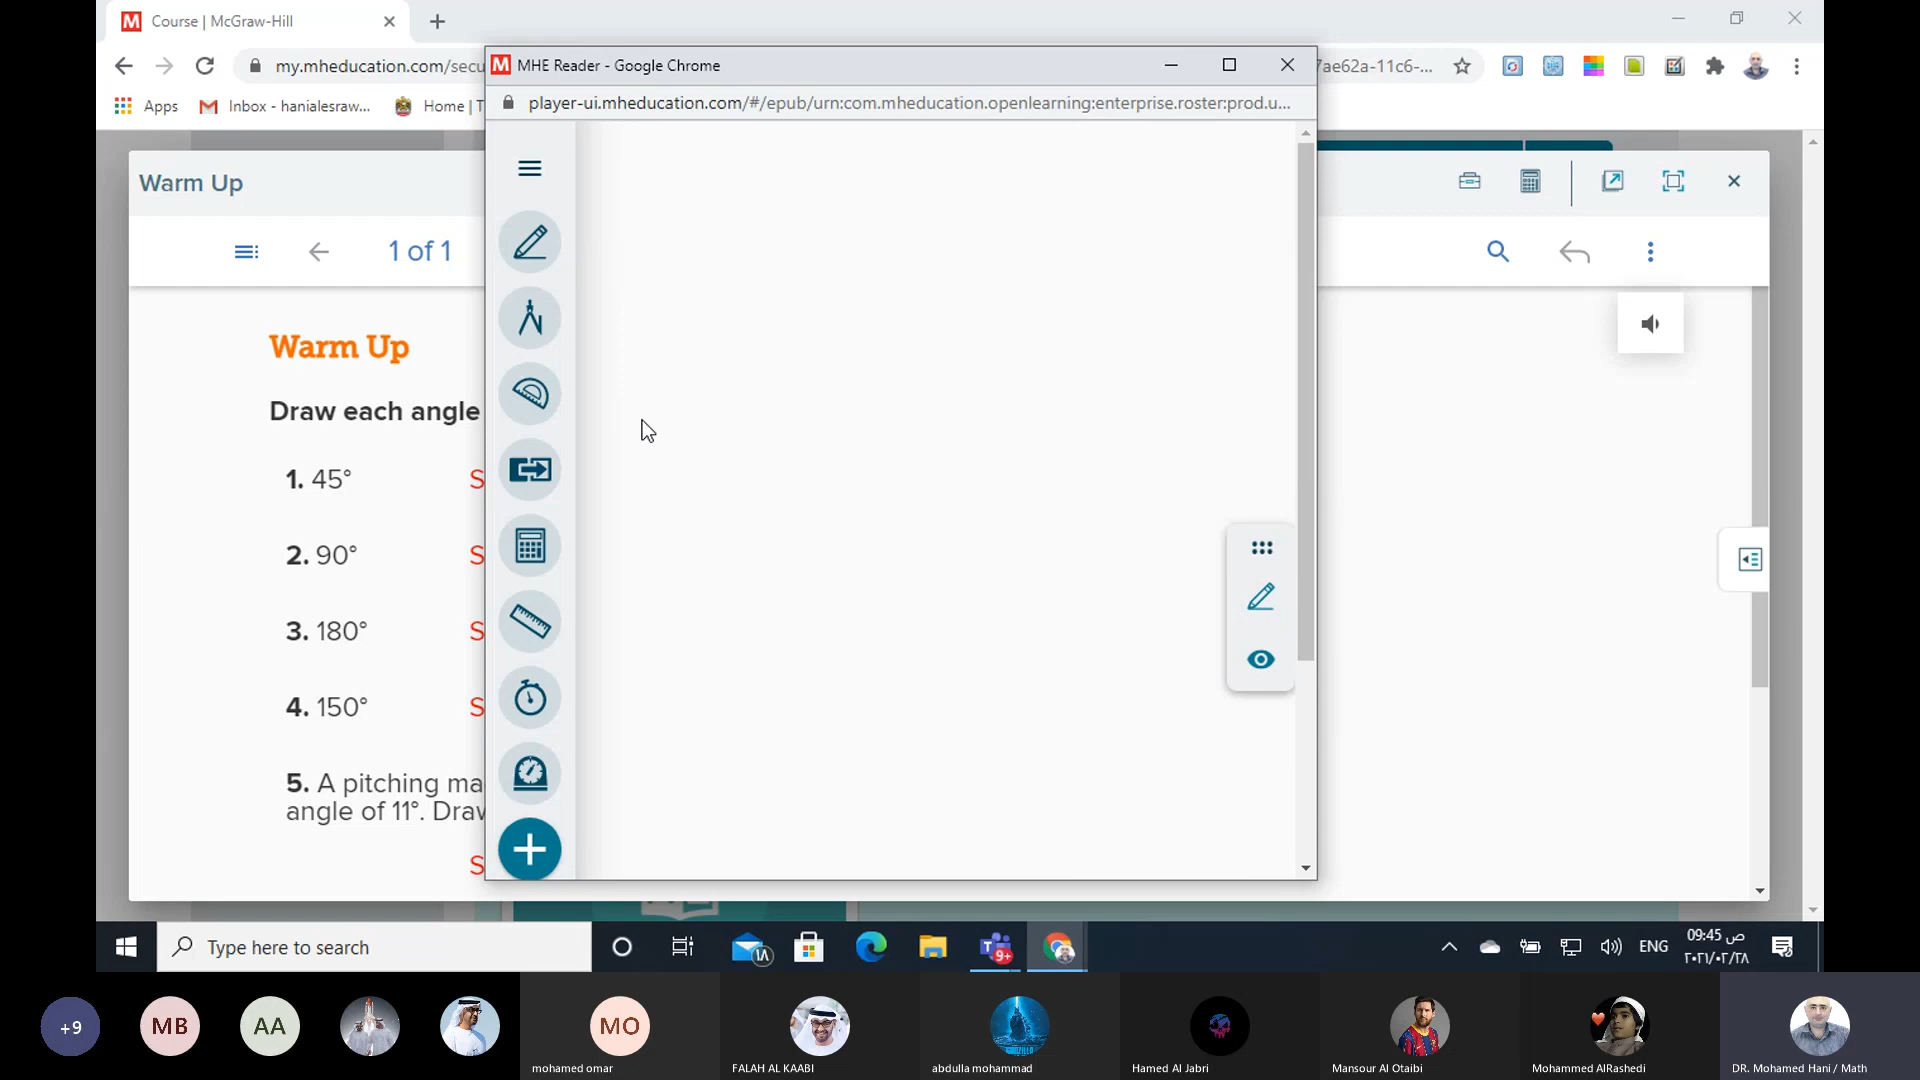 Course | McGraw-Hill
my.mheducation.com/secu
7ae62a-11c6-...
Apps
Inbox - hanialesraw...
Home | T
MHE Reader - Google Chrome
player-ui.mheducation.com/#/epub/urn:com.mheducation.openlearning:enterprise.roster:prod.u...
Warm Up
1 of 1
Warm Up
Draw each angle
1. 45° S
2. 90° S
3. 180° S
4. 150° S
5. A pitching ma
angle of 11°. Draw
S
Type here to search
١٨
9+
ENG
09:45 ص
٢٠٢١/٠٢/٢٨
+9
MB
AA
MO
mohamed omar
FALAH AL KAABI
abdulla mohammad
Hamed Al Jabri
Mansour Al Otaibi
Mohammed AlRashedi
DR. Mohamed Hani / Math